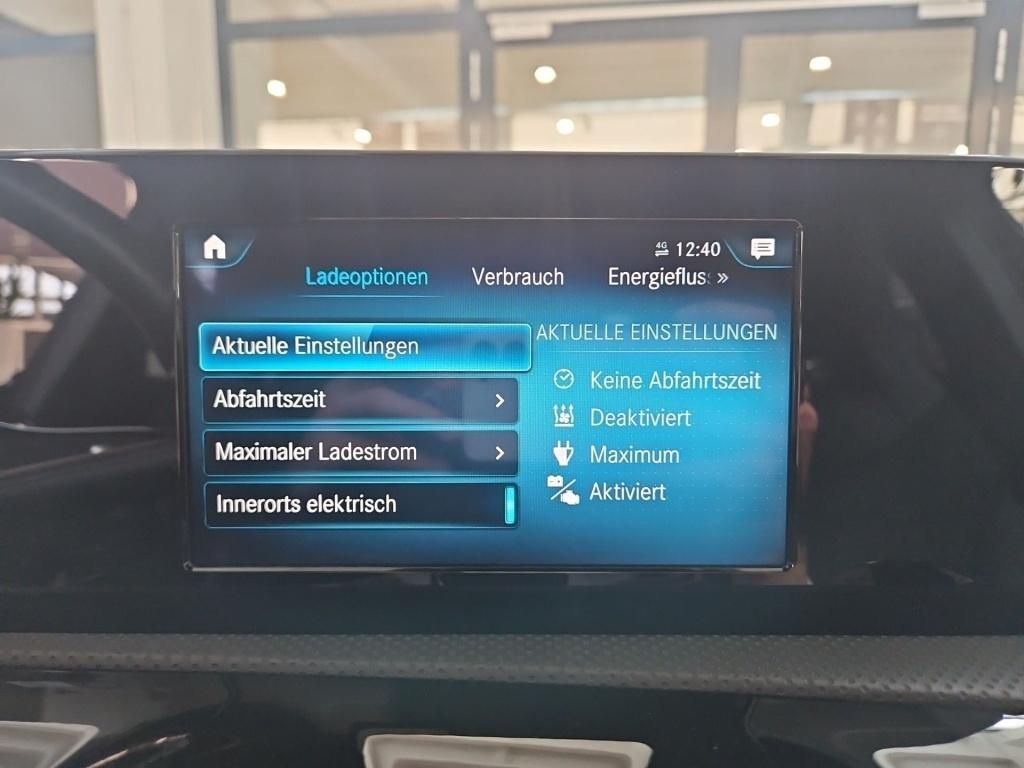 4G 12:40
Ladeoptionen Verbrauch Energieflus »
Aktuelle Einstellungen
Abfahrtszeit
Maximaler Ladestrom
Innerorts elektrisch
AKTUELLE EINSTELLUNGEN
Keine Abfahrtszeit
Deaktiviert
Maximum
Aktiviert